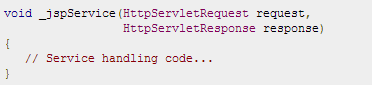 void _jspService(HttpServletRequest request,
                 HttpServletResponse response)
{
   // Service handling code...
}